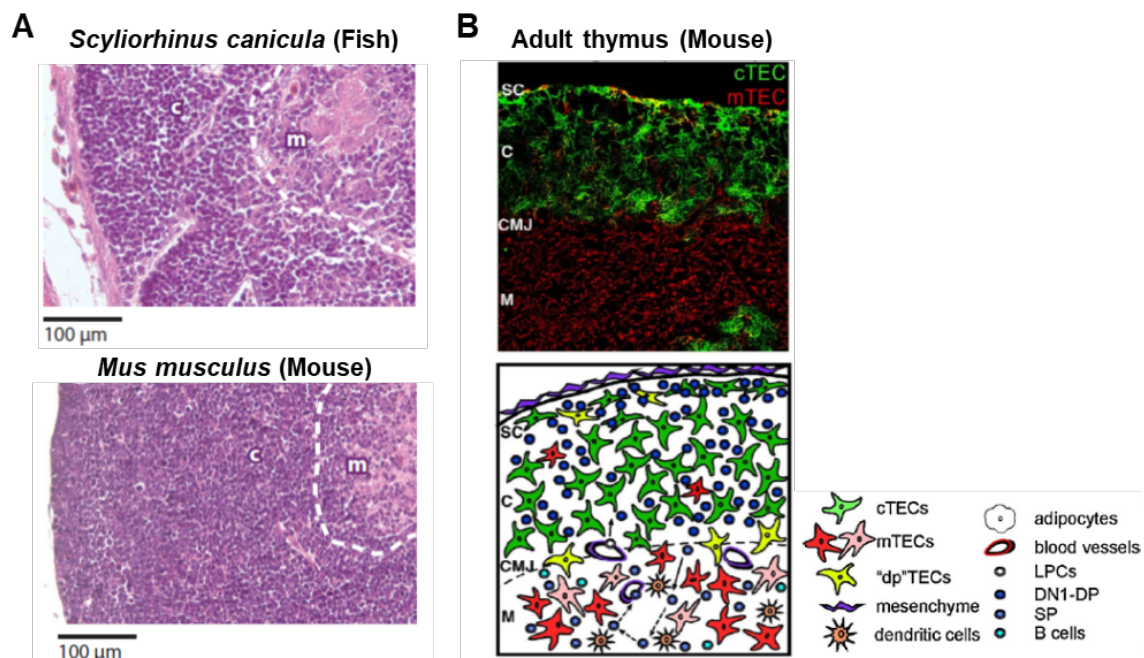 A
Scyliorhinus canicula (Fish)
c
m
100 µm
Mus musculus (Mouse)
c
m
100 µm
B
Adult thymus (Mouse)
cTEC
mTEC
SC
C
CMJ
M
SC
C
CMJ
M
cTECs
mTECs
"dp"TECs
mesenchyme
dendritic cells
adipocytes
blood vessels
LPCs
DN1-DP
SP
B cells